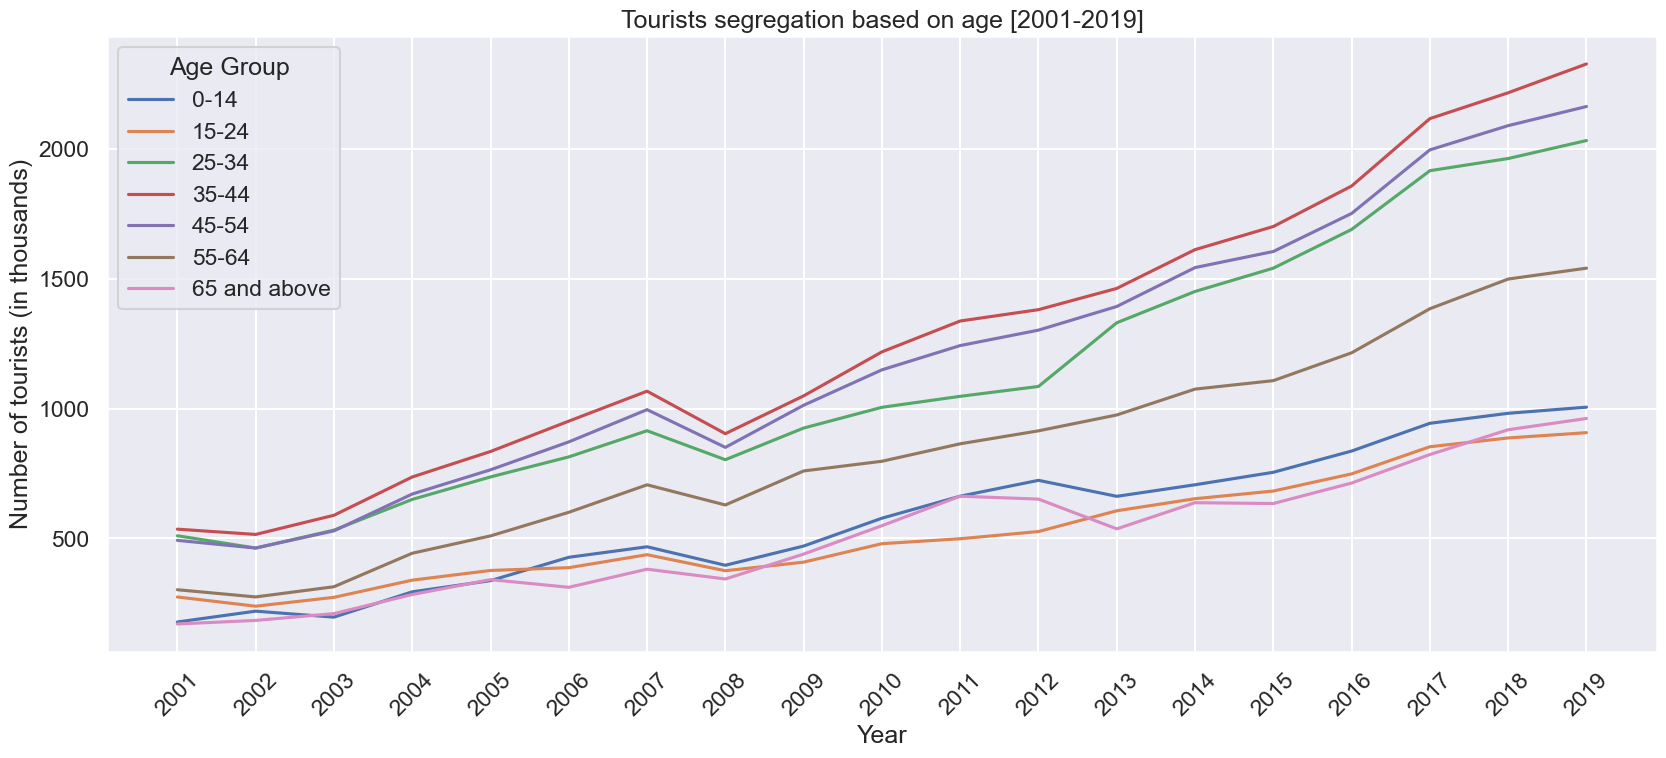 Tourists segregation based on age [2001-2019]
Age Group
0-14
15-24
25-34
35-44
45-54
55-64
65 and above
Number of tourists (in thousands)
2000
1500
1000
500
2001 2002 2003 2004 2005 2006 2007 2008 2009 2010 2011 2012 2013 2014 2015 2016 2017 2018 2019
Year